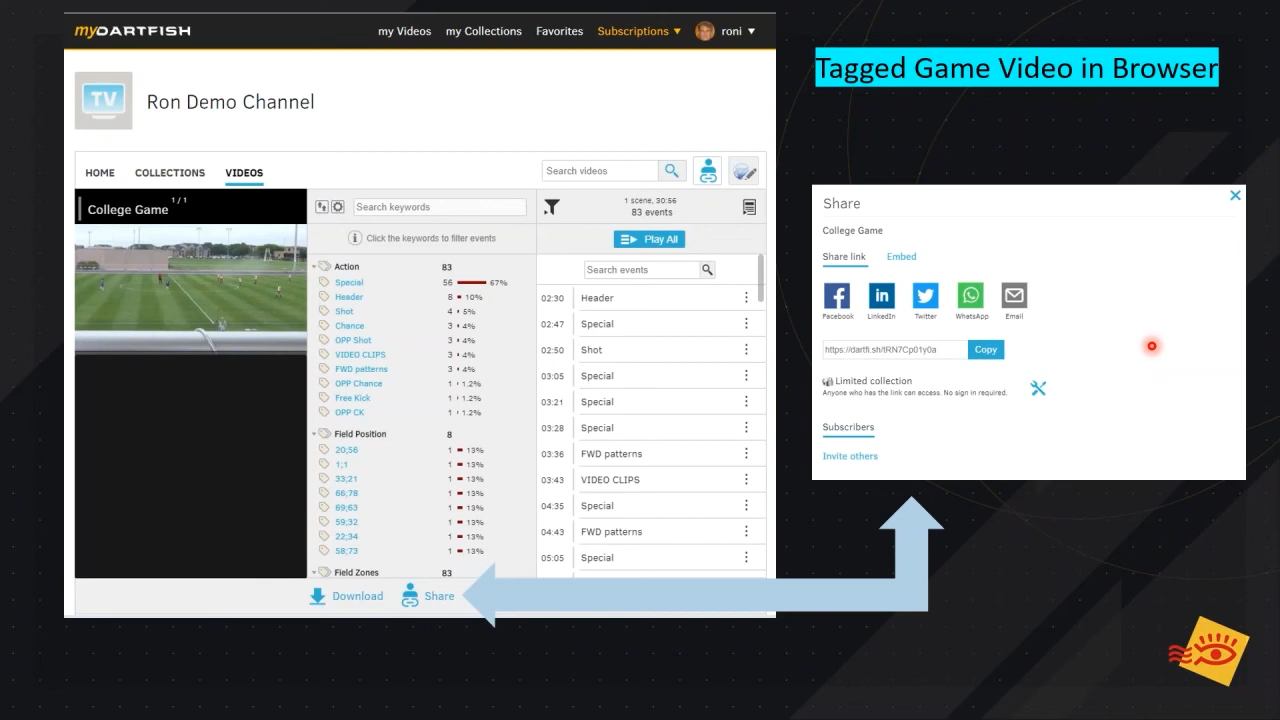 myDARTFISH
my Videos my Collections Favorites Subscriptions roni
Tagged Game Video in Browser
TV
Ron Demo Channel
HOME COLLECTIONS VIDEOS
Search videos
College Game 1 / 1
Search keywords
Click the keywords to filter events
Action 83
Special 56 67%
Header 8 10%
Shot 4 5%
Chance 3 4%
OPP Shot 3 4%
VIDEO CLIPS 3 4%
FWD patterns 3 4%
OPP Chance 1 1.2%
Free Kick 1 1.2%
OPP CK 1 1.2%
Field Position 8
20;56 1 13%
1;1 1 13%
33;21 1 13%
66;78 1 13%
69;63 1 13%
59;32 1 13%
22;34 1 13%
58;73 1 13%
Field Zones 83
1 scene, 30:56
83 events
Play All
Search events
02:30 Header
02:47 Special
02:50 Shot
03:05 Special
03:21 Special
03:28 Special
03:36 FWD patterns
03:43 VIDEO CLIPS
04:35 Special
04:43 FWD patterns
05:05 Special
Download Share
Share
College Game
Share link Embed
Facebook LinkedIn Twitter WhatsApp Email
https://dartfi.sh/tRN7Cp01y0a Copy
Limited collection
Anyone who has the link can access. No sign in required.
Subscribers
Invite others